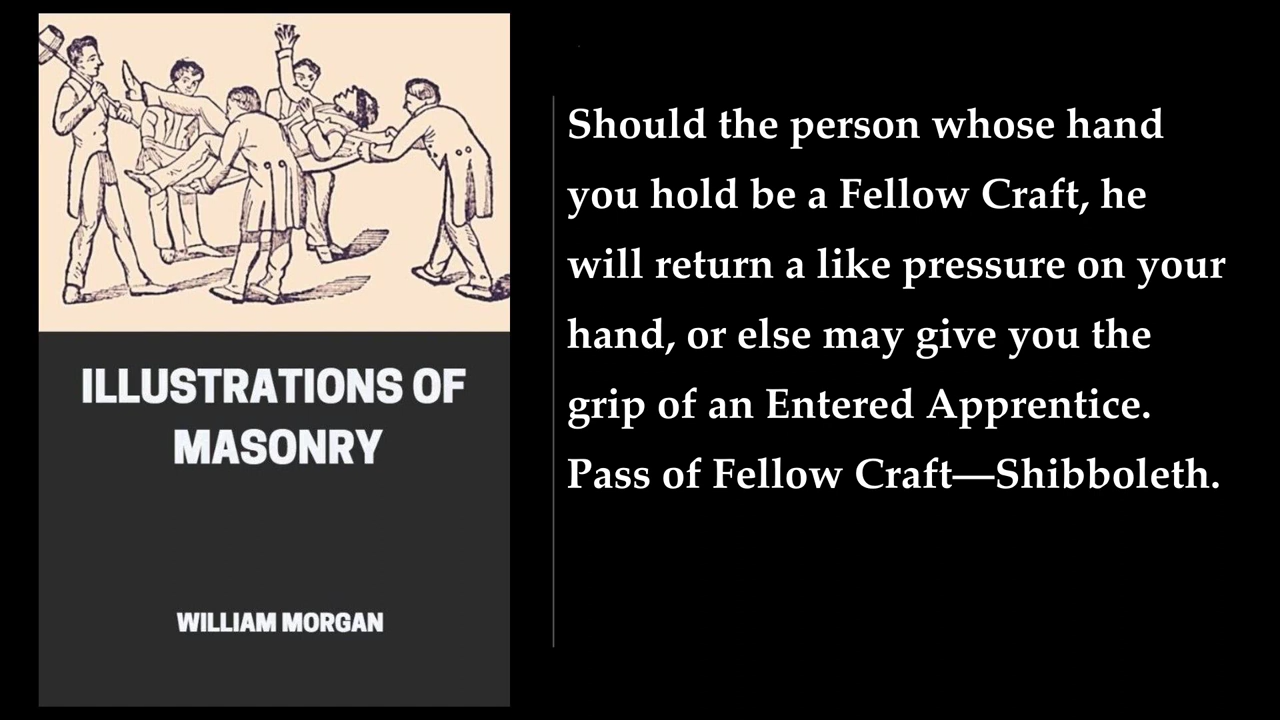 ILLUSTRATIONS OF
MASONRY
WILLIAM MORGAN
Should the person whose hand
you hold be a Fellow Craft, he
will return a like pressure on your
hand, or else may give you the
grip of an Entered Apprentice.
Pass of Fellow Craft—Shibboleth.